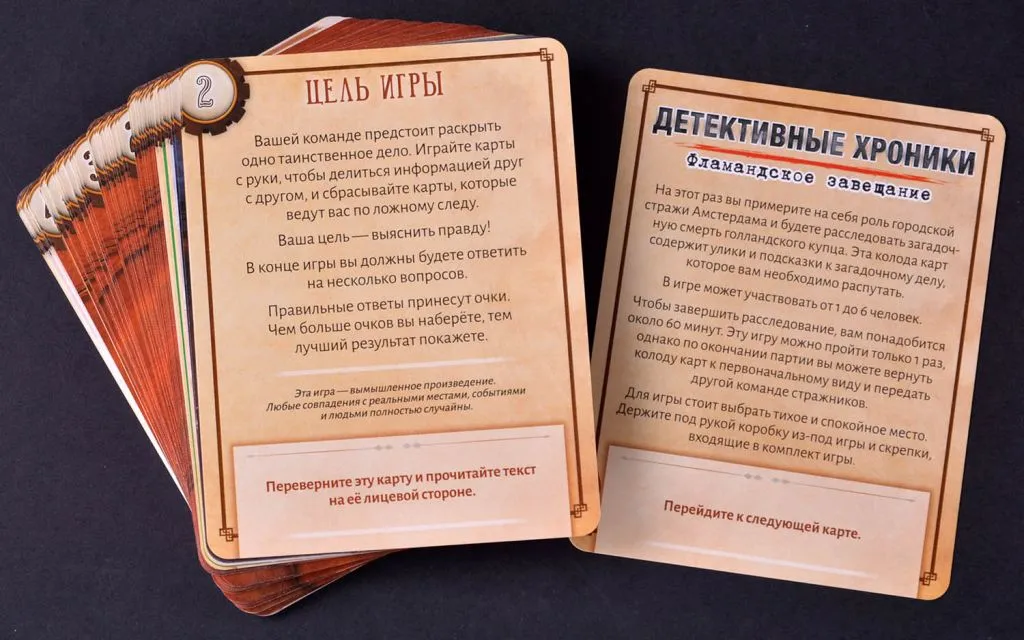 2
ЦЕЛЬ ИГРЫ
Вашей команде предстоит раскрыть
одно таинственное дело. Играйте карты
с руки, чтобы делиться информацией друг
с другом, и сбрасывайте карты, которые
ведут вас по ложному следу.
Ваша цель — выяснить правду!
В конце игры вы должны будете ответить
на несколько вопросов.
Правильные ответы принесут очки.
Чем больше очков вы наберёте, тем
лучший результат покажете.
Эта игра — вымышленное произведение.
Любые совпадения с реальными местами, событиями
и людьми полностью случайны.
Переверните эту карту и прочитайте текст
на её лицевой стороне.
ДЕТЕКТИВНЫЕ ХРОНИКИ
Фламандское завещание
На этот раз вы примерите на себя роль городской
стражи Амстердама и будете расследовать загадоч-
ную смерть голландского купца. Эта колода карт
содержит улики и подсказки к загадочному делу,
которое вам необходимо распутать.
В игре может участвовать от 1 до 6 человек.
Чтобы завершить расследование, вам понадобится
около 60 минут. Эту игру можно пройти только 1 раз,
однако по окончании партии вы можете вернуть
колоду карт к первоначальному виду и передать
другой команде стражников.
Для игры стоит выбрать тихое и спокойное место.
Держите под рукой коробку из-под игры и скрепки,
входящие в комплект игры.
Перейдите к следующей карте.